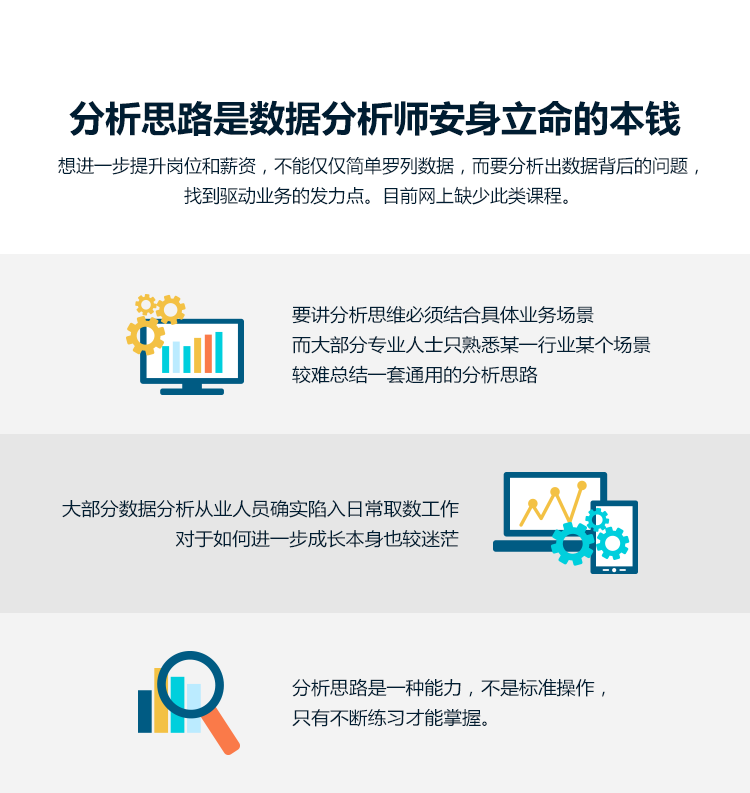 分析思路是数据分析师安身立命的本钱
想进一步提升岗位和薪资，不能仅仅简单罗列数据，而要分析出数据背后的问题，
找到驱动业务的发力点。目前网上缺少此类课程。
要讲分析思维必须结合具体业务场景
而大部分专业人士只熟悉某一行业某个场景
较难总结一套通用的分析思路
大部分数据分析从业人员确实陷入日常取数工作
对于如何进一步成长本身也较迷茫
分析思路是一种能力，不是标准操作，
只有不断练习才能掌握。